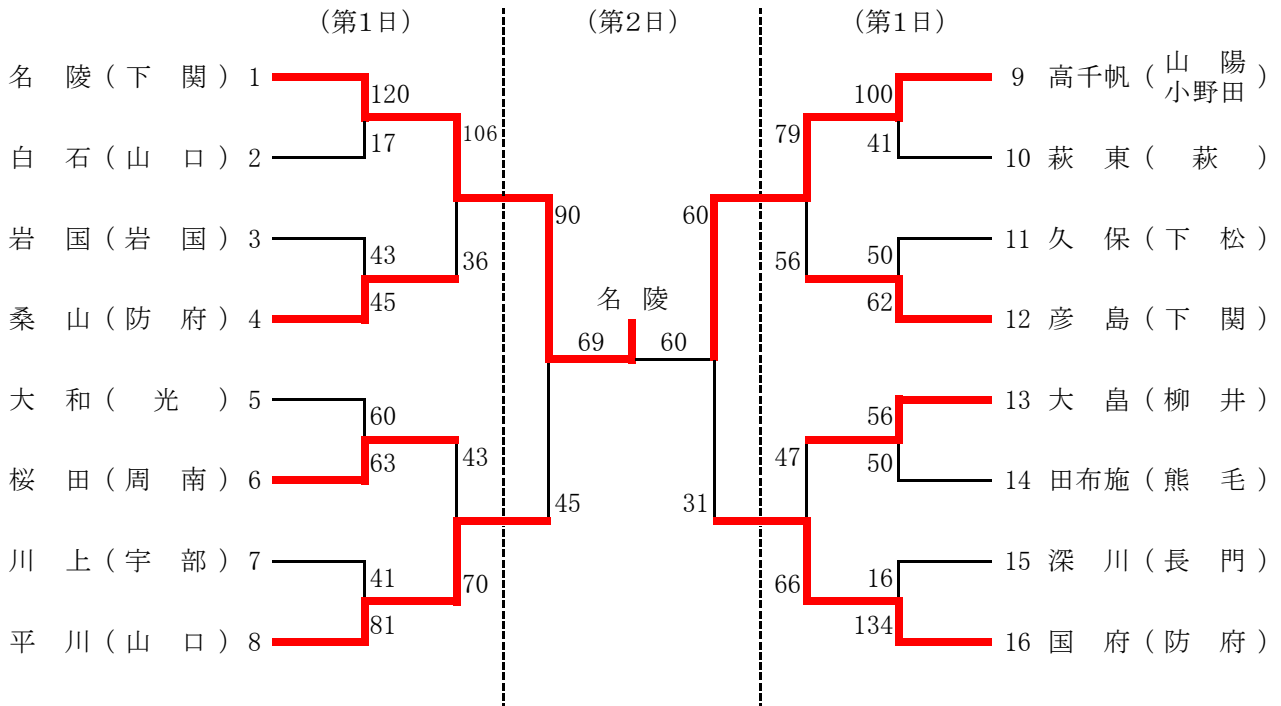 (第1日) (第2日) (第1日)
名 陵(下 関) 1
白 石(山 口) 2
岩 国(岩 国) 3
桑 山(防 府) 4
大 和( 光 ) 5
桜 田(周 南) 6
川 上(宇 部) 7
平 川(山 口) 8
120
17
43
45
60
63
41
81
106
36
43
70
90
45
名 陵
69 60
60
31
79
56
47
66
100
41
50
62
56
50
16
134
9 高千帆(山 陽
小野田)
10 萩 東( 萩 )
11 久 保(下 松)
12 彦 島(下 関)
13 大 畠(柳 井)
14 田布施(熊 毛)
15 深 川(長 門)
16 国 府(防 府)